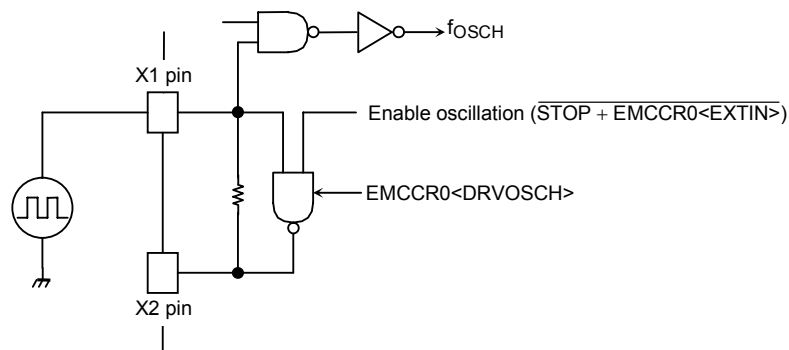 fOSCH
X1 pin
Enable oscillation (STOP + EMCCR0<EXTIN>)
EMCCR0<DRVOSCH>
X2 pin